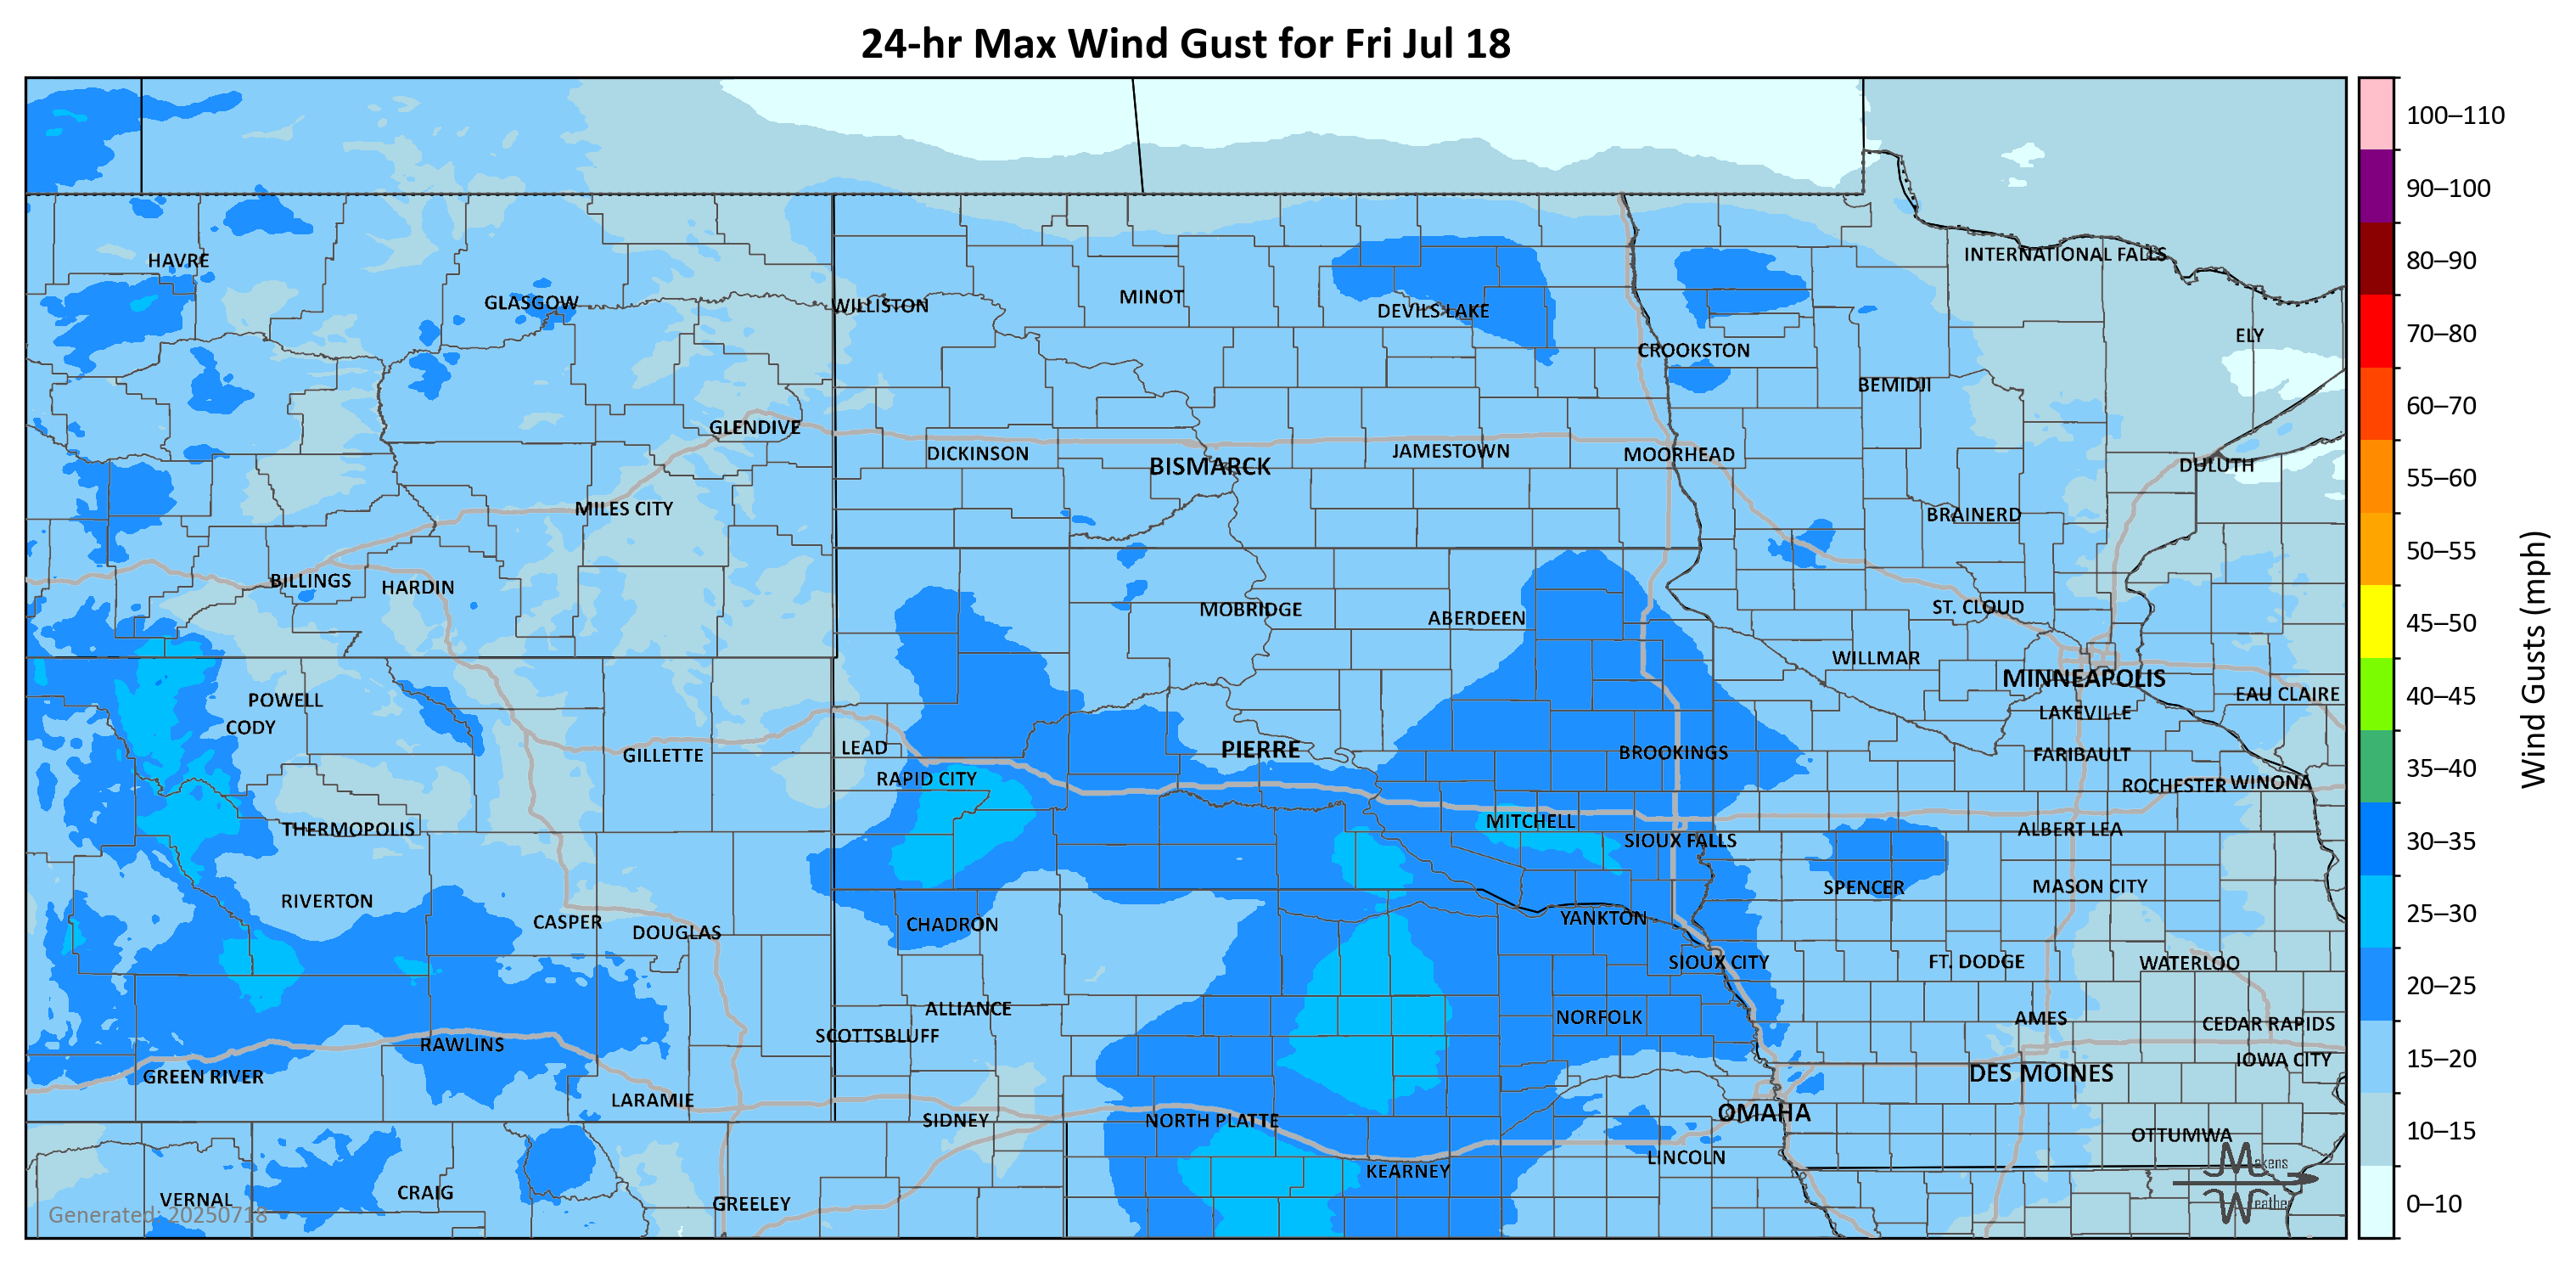 24-hr Max Wind Gust for Fri Jul 18
100–110
90–100
80–90
70–80
60–70
55–60
50–55
45–50
40–45
35–40
30–35
25–30
20–25
15–20
10–15
0–10
Wind Gusts (mph)
HAVRE
INTERNATIONAL FALLS
GLASGOW
WILLISTON
MINOT
DEVILS LAKE
ELY
CROOKSTON
BEMIDJI
GLENDIVE
DICKINSON
BISMARCK
JAMESTOWN
MOORHEAD
DULUTH
MILES CITY
BRAINERD
BILLINGS
HARDIN
MOBRIDGE
ABERDEEN
ST. CLOUD
WILLMAR
MINNEAPOLIS
POWELL
EAU CLAIRE
CODY
LAKEVILLE
GILLETTE
LEAD
PIERRE
BROOKINGS
FARIBAULT
RAPID CITY
ROCHESTER
WINONA
THERMOPOLIS
MITCHELL
SIOUX FALLS
ALBERT LEA
RIVERTON
SPENCER
MASON CITY
CASPER
DOUGLAS
CHADRON
YANKTON
SIOUX CITY
FT. DODGE
WATERLOO
ALLIANCE
NORFOLK
AMES
CEDAR RAPIDS
SCOTTSBLUFF
RAWLINS
IOWA CITY
GREEN RIVER
DES MOINES
LARAMIE
SIDNEY
NORTH PLATTE
OMAHA
OTTUMWA
KEARNEY
LINCOLN
VERNAL
CRAIG
GREELEY
Makens
Weather
Generated: 20250718